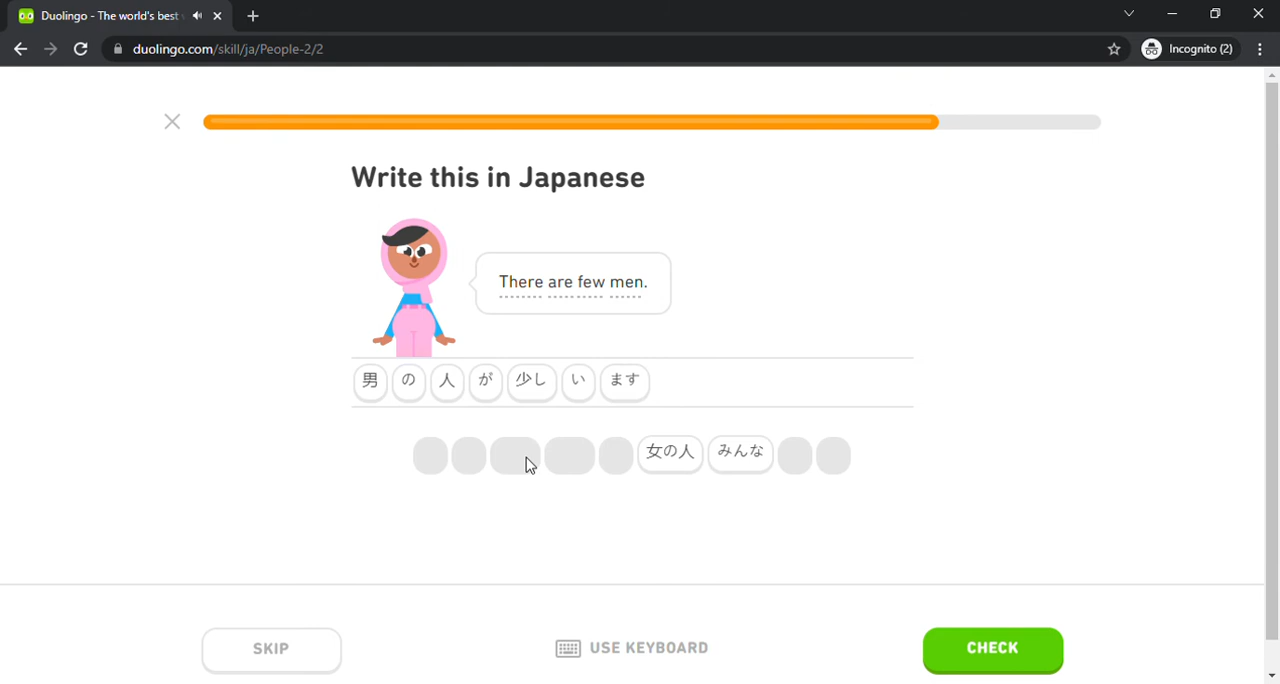 Duolingo - The world's best
duolingo.com/skill/ja/People-2/2
Incognito (2)
Write this in Japanese
There are few men.
男 の 人 が 少し い ます
女の人 みんな
SKIP
USE KEYBOARD
CHECK